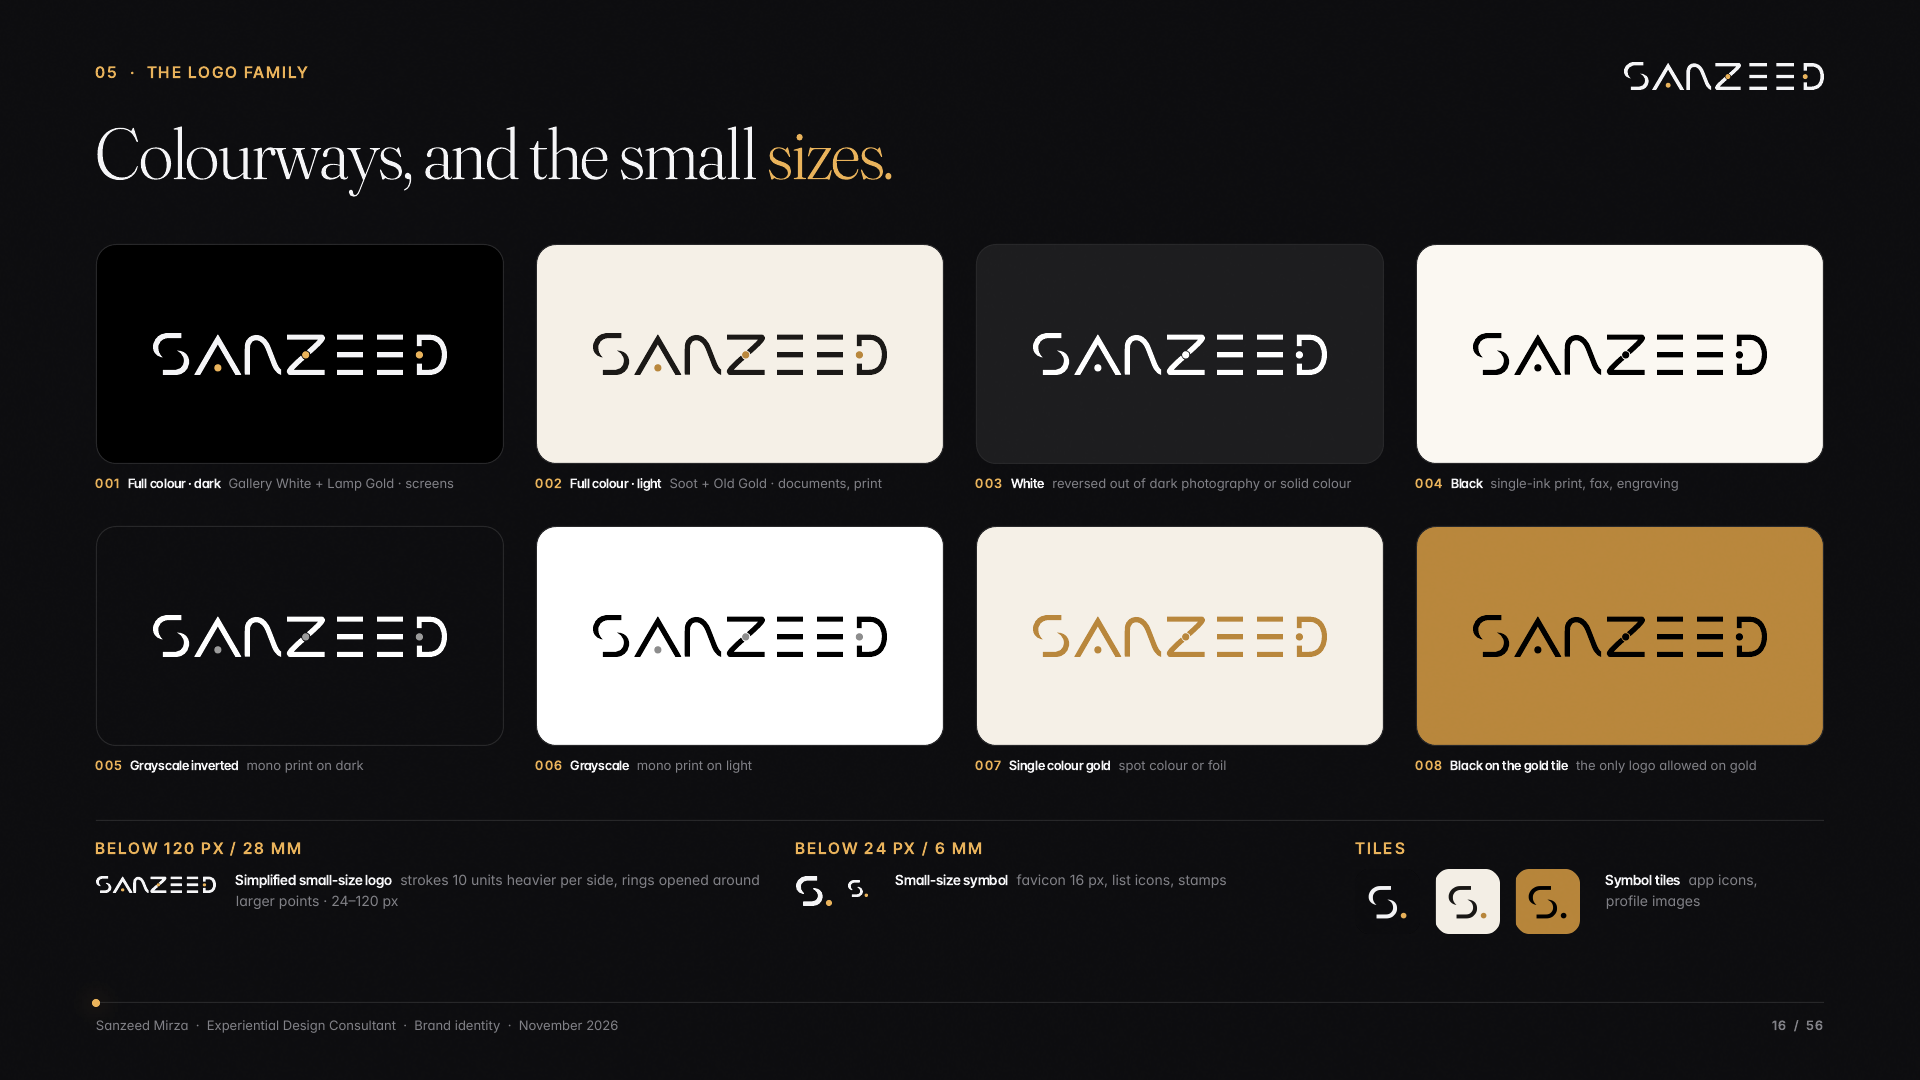 05 · THE LOGO FAMILY
SANZEED
Colourways, and the small sizes.
SANZEED
SANZEED
SANZEED
SANZEED
001 Full colour · dark Gallery White + Lamp Gold · screens
002 Full colour · light Soot + Old Gold · documents, print
003 White reversed out of dark photography or solid colour
004 Black single-ink print, fax, engraving
SANZEED
SANZEED
SANZEED
SANZEED
005 Grayscale inverted mono print on dark
006 Grayscale mono print on light
007 Single colour gold spot colour or foil
008 Black on the gold tile the only logo allowed on gold
BELOW 120 PX / 28 MM
SANZEED
Simplified small-size logo strokes 10 units heavier per side, rings opened around
larger points · 24–120 px
BELOW 24 PX / 6 MM
S. S.
Small-size symbol favicon 16 px, list icons, stamps
TILES
S. S. S.
Symbol tiles app icons,
profile images
Sanzeed Mirza · Experiential Design Consultant · Brand identity · November 2026
16 / 56